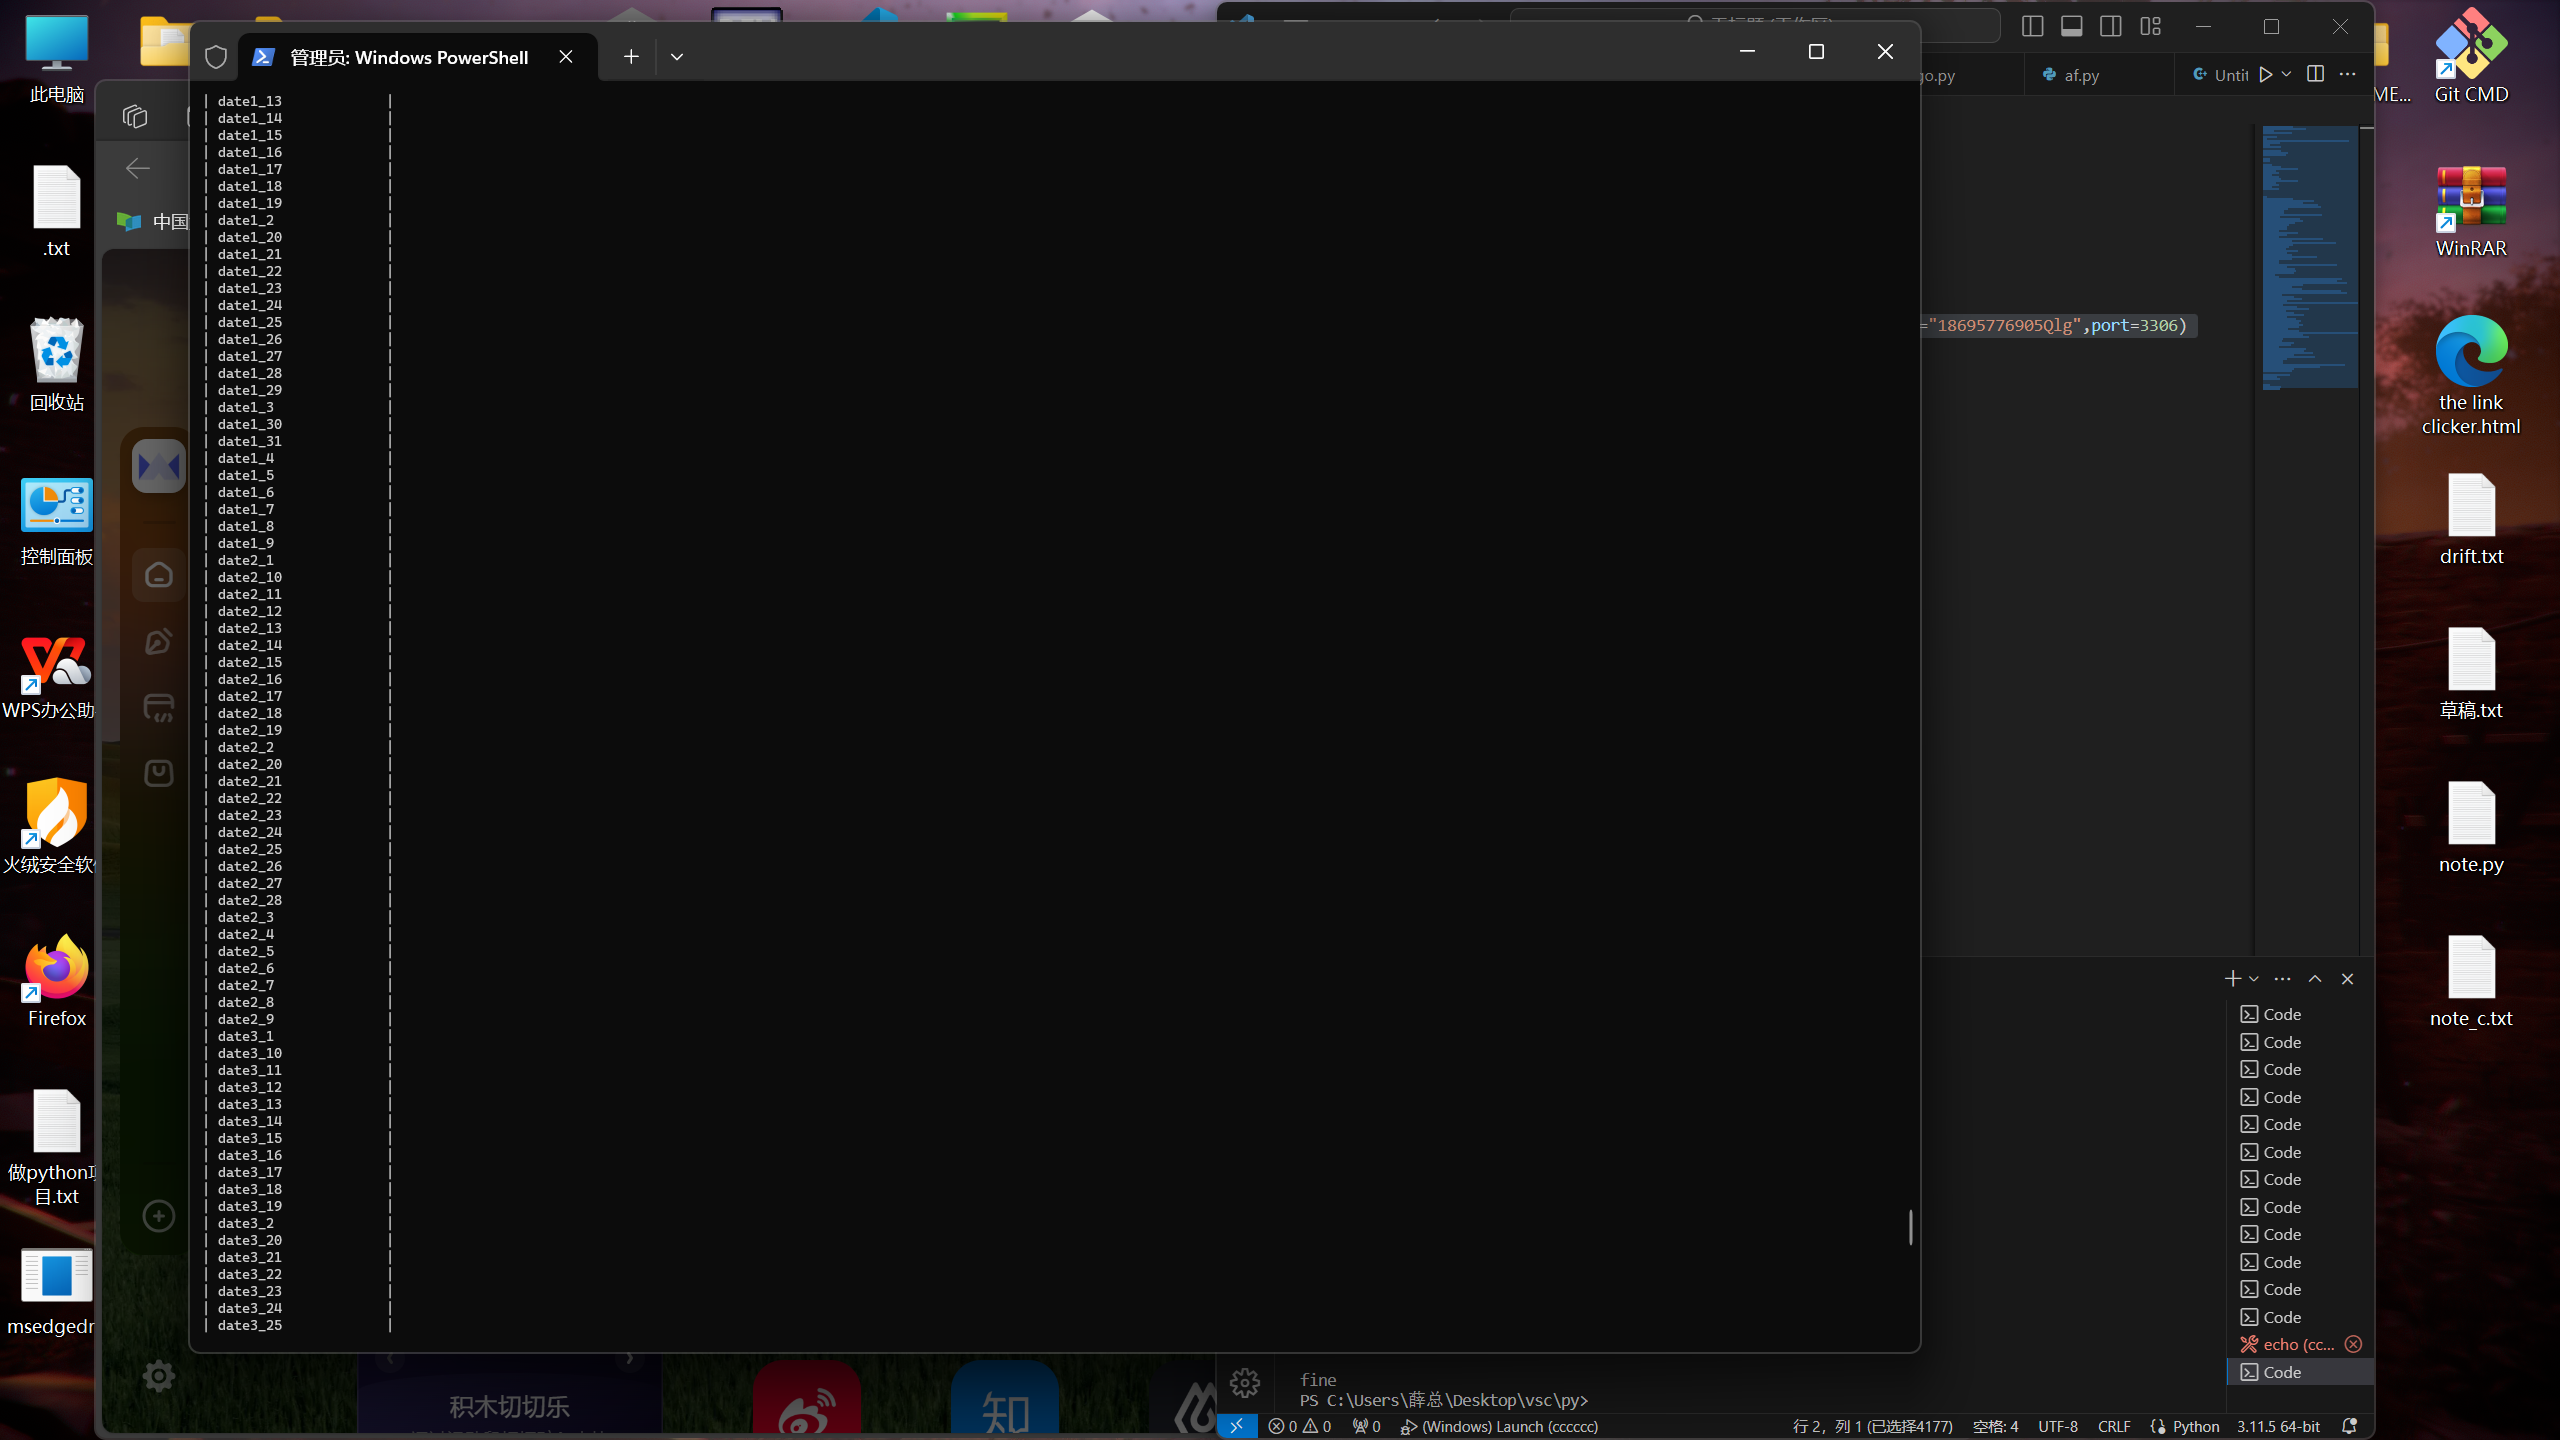 此电脑
.txt
回收站
控制面板
WPS办公助
火绒安全软
Firefox
做python项
目.txt
msedgedr
中国
管理员: Windows PowerShell
| date1_13 |
| date1_14 |
| date1_15 |
| date1_16 |
| date1_17 |
| date1_18 |
| date1_19 |
| date1_2 |
| date1_20 |
| date1_21 |
| date1_22 |
| date1_23 |
| date1_24 |
| date1_25 |
| date1_26 |
| date1_27 |
| date1_28 |
| date1_29 |
| date1_3 |
| date1_30 |
| date1_31 |
| date1_4 |
| date1_5 |
| date1_6 |
| date1_7 |
| date1_8 |
| date1_9 |
| date2_1 |
| date2_10 |
| date2_11 |
| date2_12 |
| date2_13 |
| date2_14 |
| date2_15 |
| date2_16 |
| date2_17 |
| date2_18 |
| date2_19 |
| date2_2 |
| date2_20 |
| date2_21 |
| date2_22 |
| date2_23 |
| date2_24 |
| date2_25 |
| date2_26 |
| date2_27 |
| date2_28 |
| date2_3 |
| date2_4 |
| date2_5 |
| date2_6 |
| date2_7 |
| date2_8 |
| date2_9 |
| date3_1 |
| date3_10 |
| date3_11 |
| date3_12 |
| date3_13 |
| date3_14 |
| date3_15 |
| date3_16 |
| date3_17 |
| date3_18 |
| date3_19 |
| date3_2 |
| date3_20 |
| date3_21 |
| date3_22 |
| date3_23 |
| date3_24 |
| date3_25 |
积木切切乐
知
go.py
af.py
Untit
="18695776905Qlg",port=3306)
Code
Code
Code
Code
Code
Code
Code
Code
Code
Code
Code
Code
echo (cc...
Code
fine
PS C:\Users\薛总\Desktop\vsc\py>
0 0 0 (Windows) Launch (cccccc) 行 2，列 1 (已选择4177) 空格: 4 UTF-8 CRLF Python 3.11.5 64-bit
ME...
Git CMD
WinRAR
the link
clicker.html
drift.txt
草稿.txt
note.py
note_c.txt